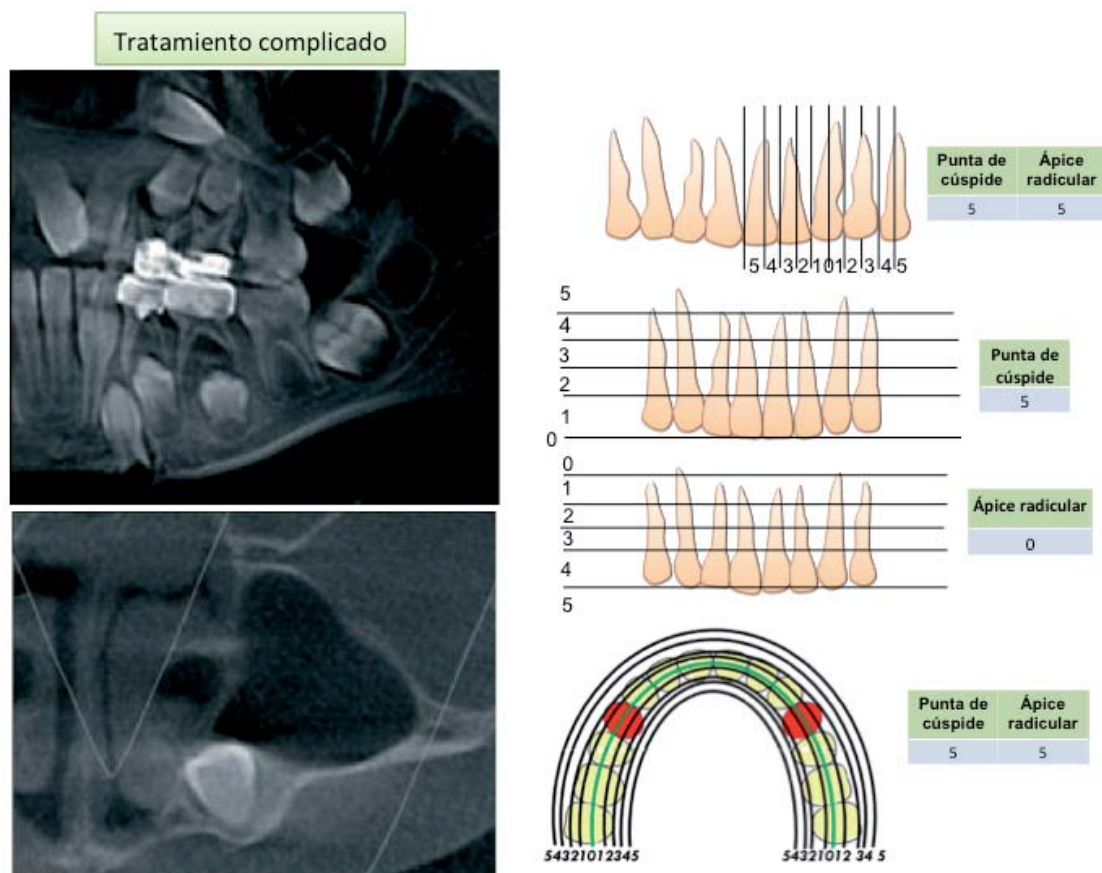 Tratamiento complicado
Punta de cúspide
Ápice radicular
5 5
5 4 3 2 1 0 1 2 3 4 5
5
4
3
2
1
0
Punta de cúspide
5
0
1
2
3
4
5
Ápice radicular
0
Punta de cúspide
Ápice radicular
5 5
54321012345
54321012 34 5